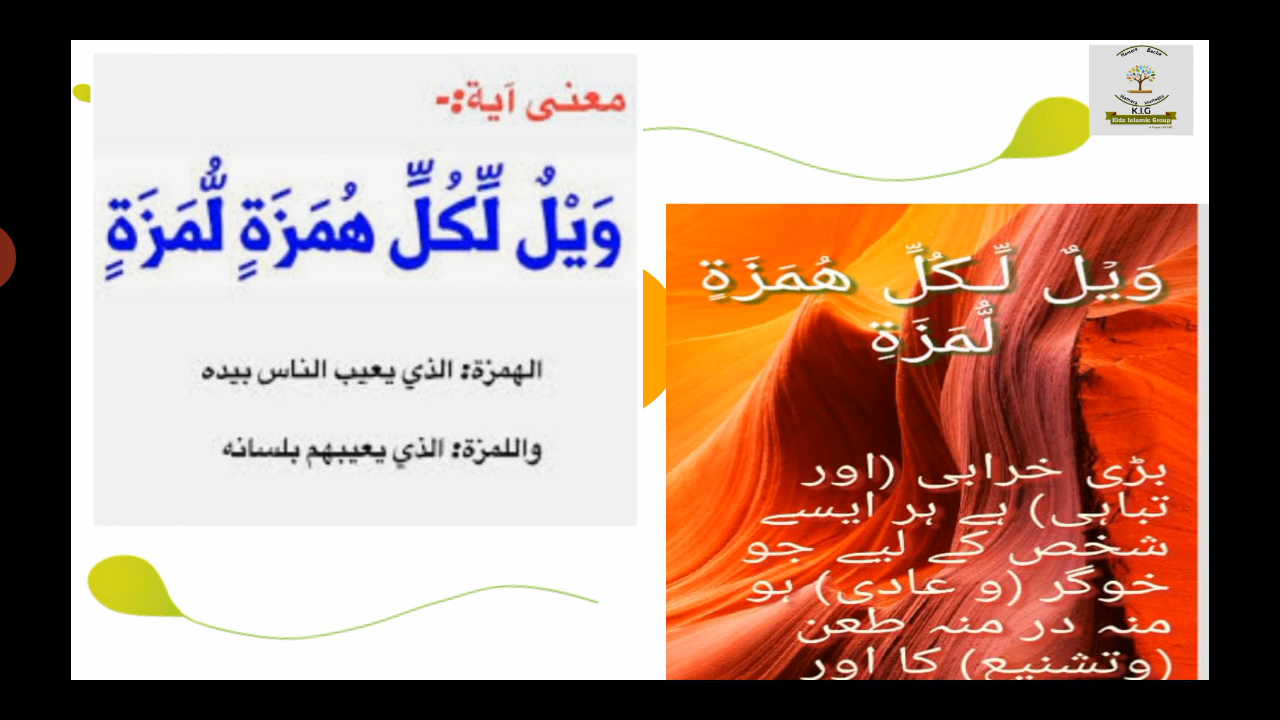 معنى آية:-
وَيْلٌ لِّكُلِّ هُمَزَةٍ لُّمَزَةٍ
الهمزة: الذي يعيب الناس بيده
واللمزة: الذي يعيبهم بلسانه
K.I.G
Kids Islamic Group
وَيْلٌ لِّكُلِّ هُمَزَةٍ
لُّمَزَةِ
بڑی خرابی (اور
تباہی) ہے ہر ایسے
شخص کے لیے جو
خوگر (و عادی) ہو
منہ در منہ طعن
(وتشنیع) کا اور